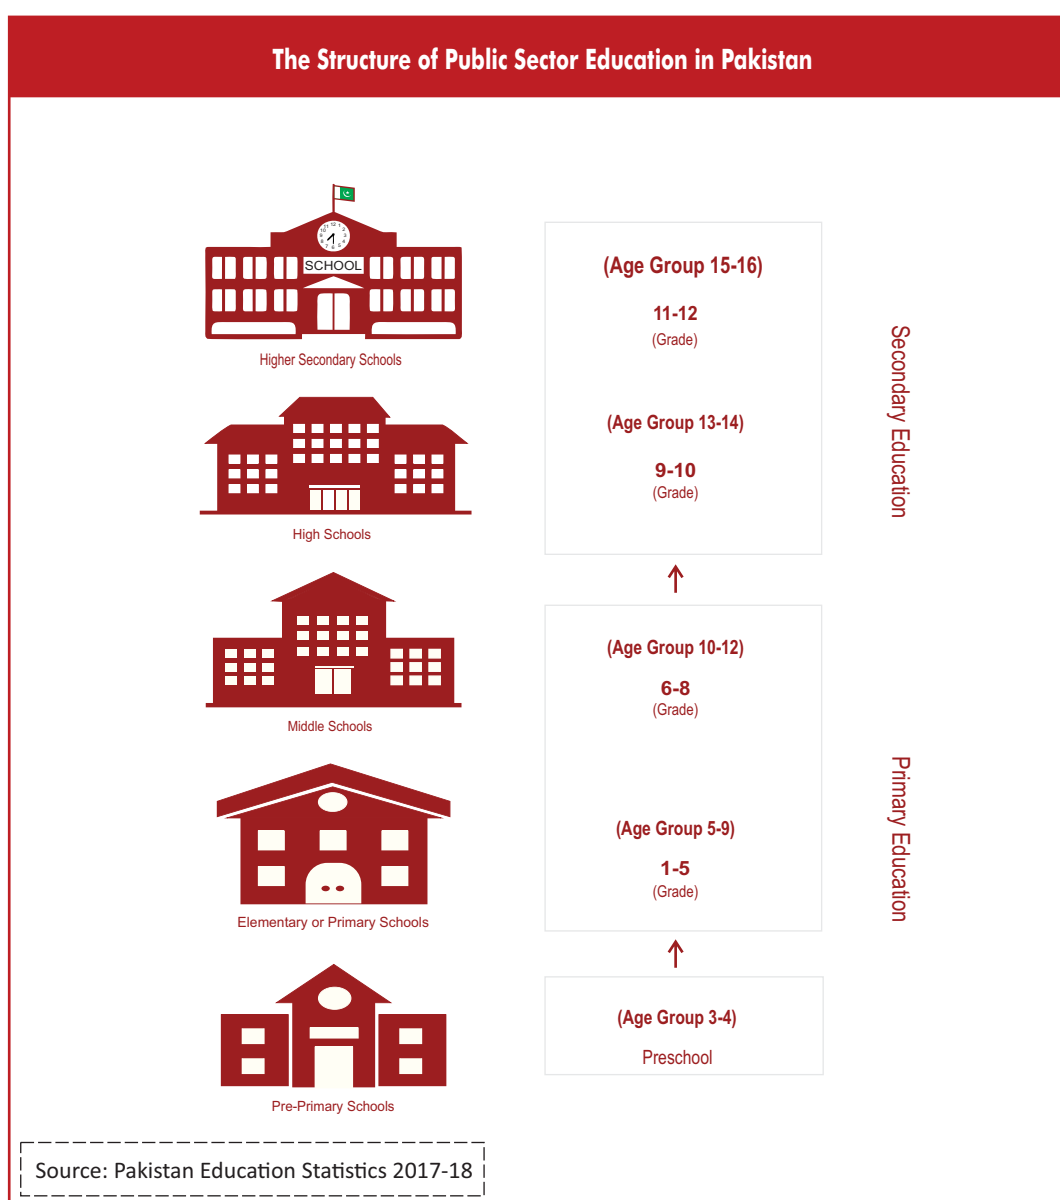 The Structure of Public Sector Education in Pakistan
SCHOOL
Higher Secondary Schools
(Age Group 15-16)
11-12
(Grade)
High Schools
(Age Group 13-14)
9-10
(Grade)
Secondary Education
Middle Schools
(Age Group 10-12)
6-8
(Grade)
Elementary or Primary Schools
(Age Group 5-9)
1-5
(Grade)
Primary Education
Pre-Primary Schools
(Age Group 3-4)
Preschool
Source: Pakistan Education Statistics 2017-18